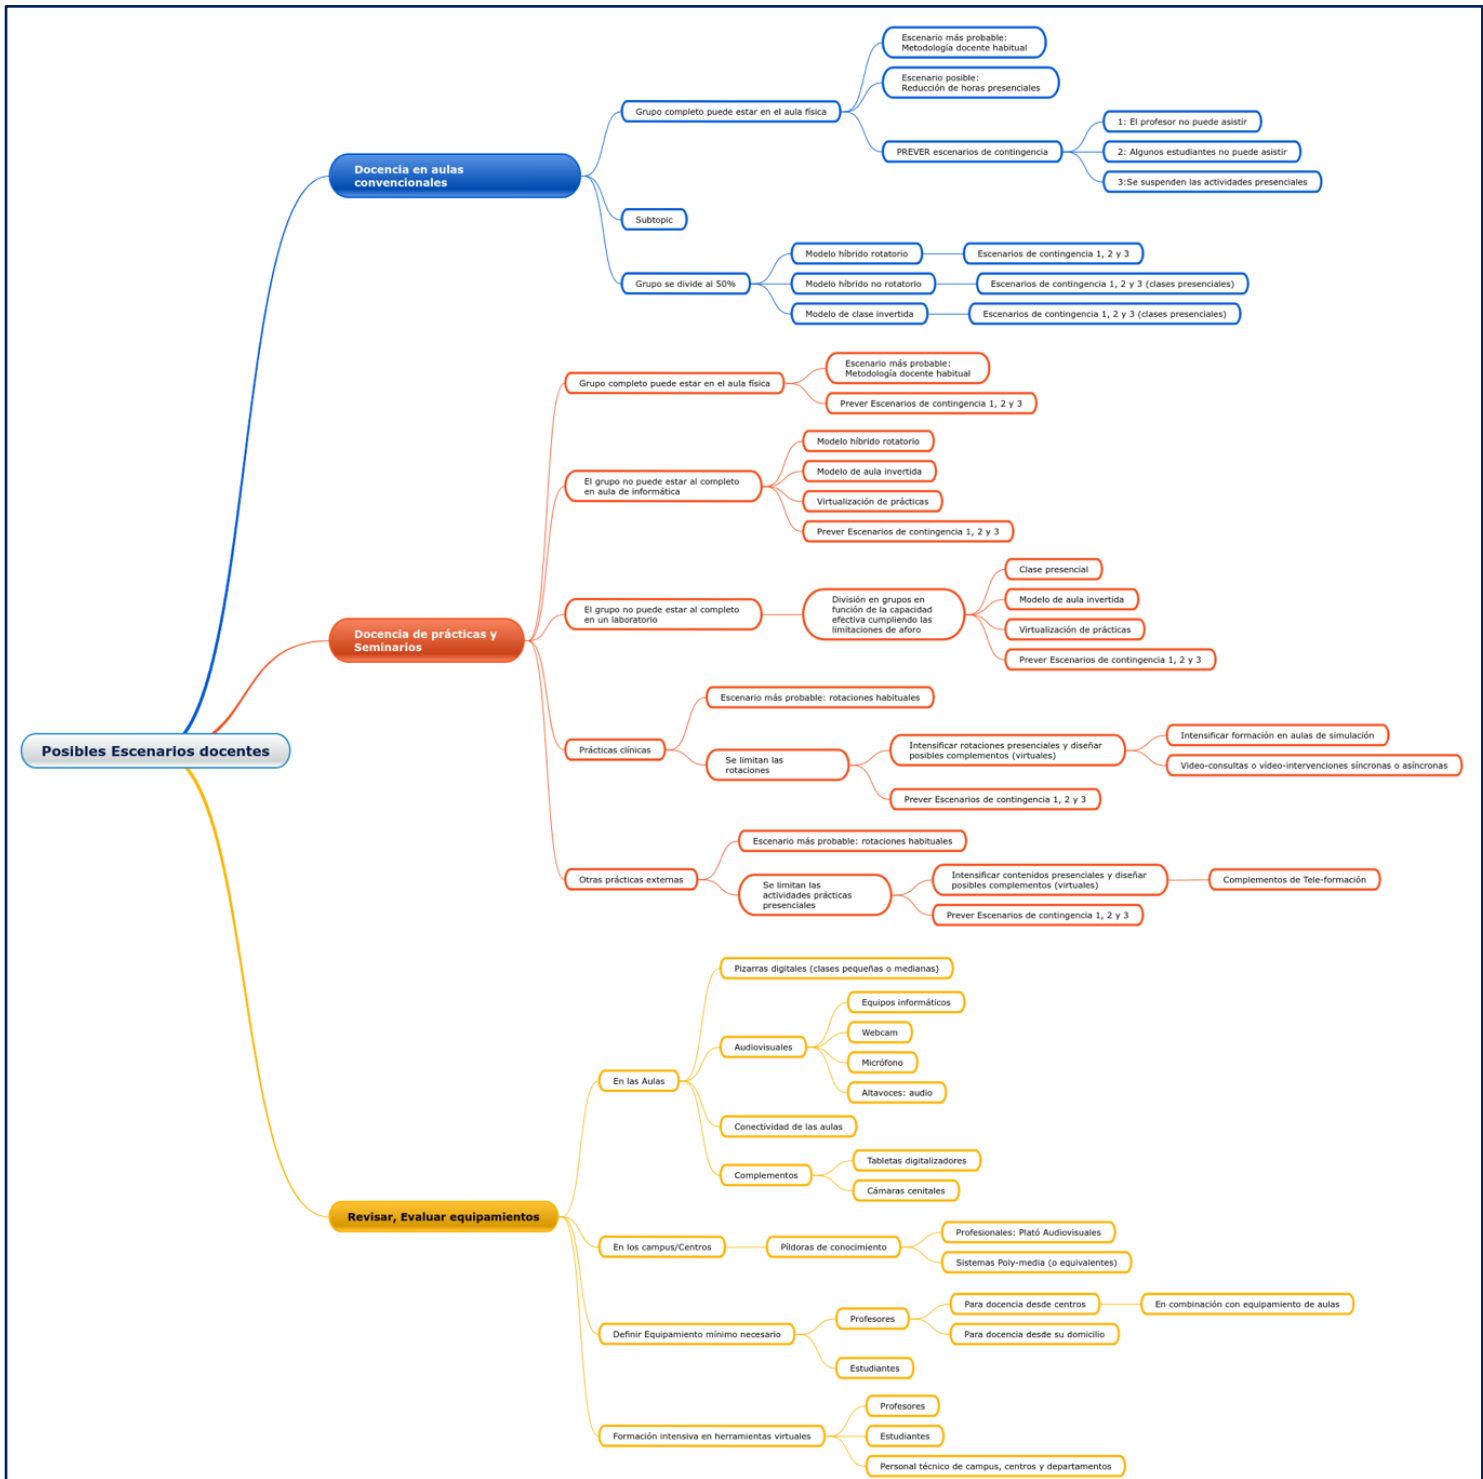 Posibles Escenarios docentes
Docencia en aulas
convencionales
Grupo completo puede estar en el aula física
Escenario más probable:
Metodología docente habitual
Escenario posible:
Reducción de horas presenciales
PREVER escenarios de contingencia
1: El profesor no puede asistir
2: Algunos estudiantes no puede asistir
3:Se suspenden las actividades presenciales
Subtopic
Grupo se divide al 50%
Modelo híbrido rotatorio
Escenarios de contingencia 1, 2 y 3
Modelo híbrido no rotatorio
Escenarios de contingencia 1, 2 y 3 (clases presenciales)
Modelo de clase invertida
Escenarios de contingencia 1, 2 y 3 (clases presenciales)
Docencia de prácticas y
Seminarios
Grupo completo puede estar en el aula física
Escenario más probable:
Metodología docente habitual
Prever Escenarios de contingencia 1, 2 y 3
El grupo no puede estar al completo
en aula de informática
Modelo híbrido rotatorio
Modelo de aula invertida
Virtualización de prácticas
Prever Escenarios de contingencia 1, 2 y 3
El grupo no puede estar al completo
en un laboratorio
División en grupos en
función de la capacidad
efectiva cumpliendo las
limitaciones de aforo
Clase presencial
Modelo de aula invertida
Virtualización de prácticas
Prever Escenarios de contingencia 1, 2 y 3
Prácticas clínicas
Escenario más probable: rotaciones habituales
Se limitan las
rotaciones
Intensificar rotaciones presenciales y diseñar
posibles complementos (virtuales)
Intensificar formación en aulas de simulación
Video-consultas o vídeo-intervenciones síncronas o asíncronas
Prever Escenarios de contingencia 1, 2 y 3
Otras prácticas externas
Escenario más probable: rotaciones habituales
Se limitan las
actividades prácticas
presenciales
Intensificar contenidos presenciales y diseñar
posibles complementos (virtuales)
Complementos de Tele-formación
Prever Escenarios de contingencia 1, 2 y 3
Revisar, Evaluar equipamientos
En las Aulas
Pizarras digitales (clases pequeñas o medianas)
Audiovisuales
Equipos informáticos
Webcam
Micrófono
Altavoces: audio
Conectividad de las aulas
Complementos
Tabletas digitalizadores
Cámaras cenitales
En los campus/Centros
Píldoras de conocimiento
Profesionales: Plató Audiovisuales
Sistemas Poly-media (o equivalentes)
Definir Equipamiento mínimo necesario
Profesores
Para docencia desde centros
En combinación con equipamiento de aulas
Para docencia desde su domicilio
Estudiantes
Formación intensiva en herramientas virtuales
Profesores
Estudiantes
Personal técnico de campus, centros y departamentos